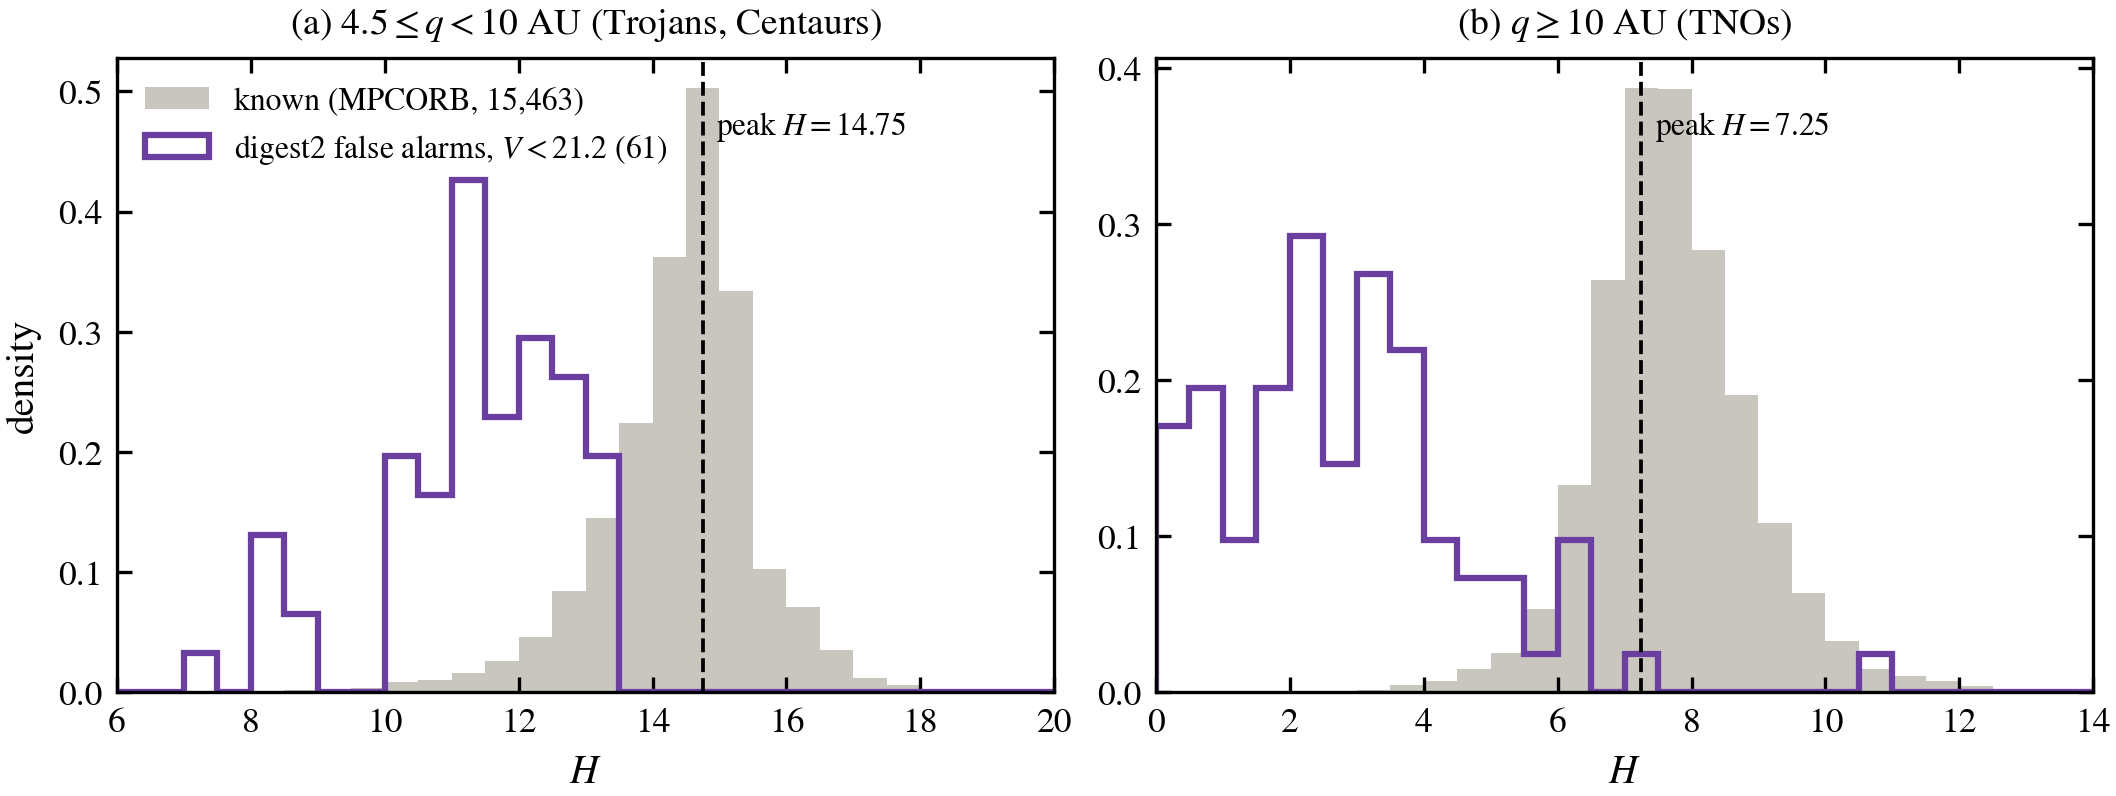 (a) 4.5 ≤ q < 10 AU (Trojans, Centaurs)
known (MPCORB, 15,463)
digest2 false alarms, V < 21.2 (61)
peak H = 14.75
density
0.5
0.4
0.3
0.2
0.1
0.0
6 8 10 12 14 16 18 20
H
(b) q ≥ 10 AU (TNOs)
peak H = 7.25
0.4
0.3
0.2
0.1
0.0
0 2 4 6 8 10 12 14
H